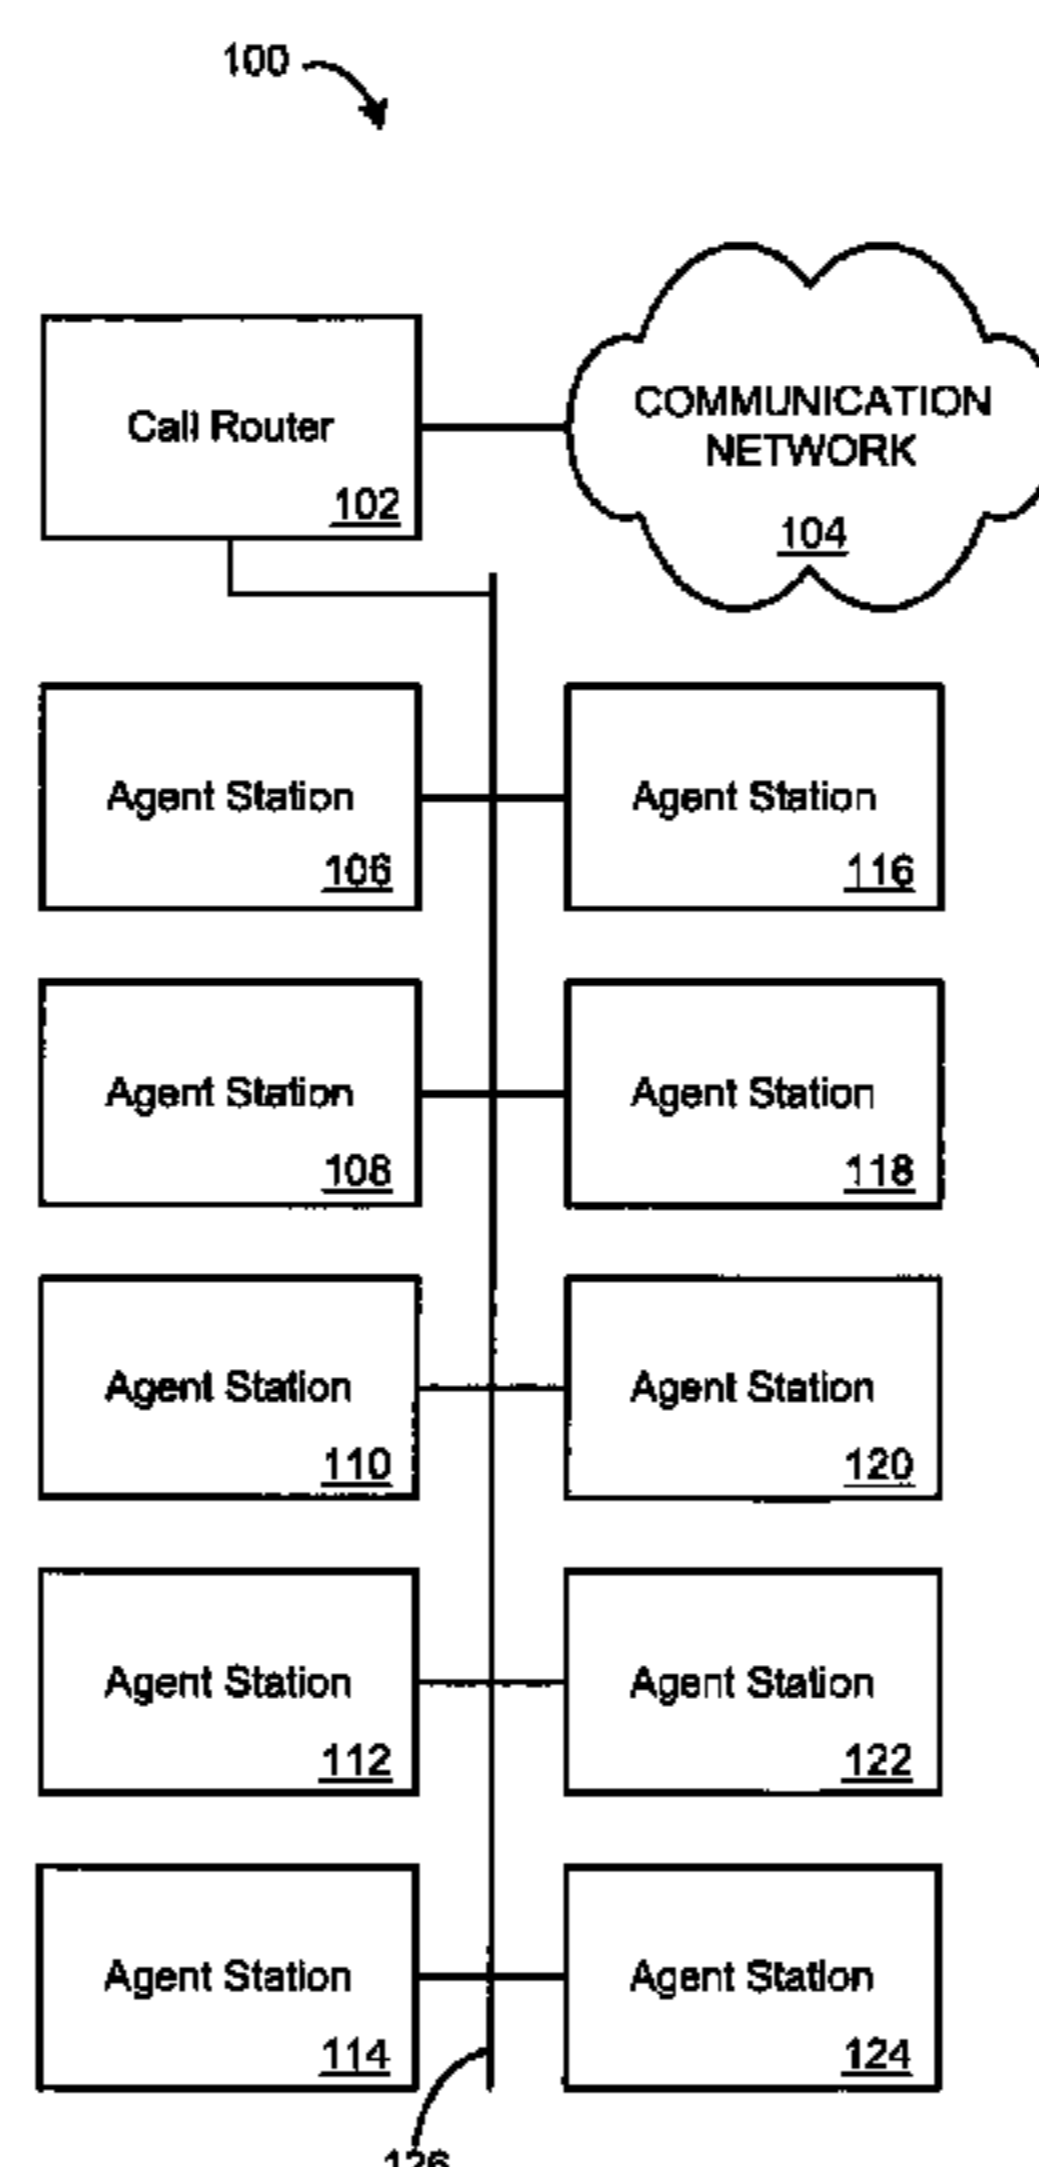 100
Call Router
102
COMMUNICATION
NETWORK
104
Agent Station
106
Agent Station
116
Agent Station
108
Agent Station
118
Agent Station
110
Agent Station
120
Agent Station
112
Agent Station
122
Agent Station
114
Agent Station
124
126